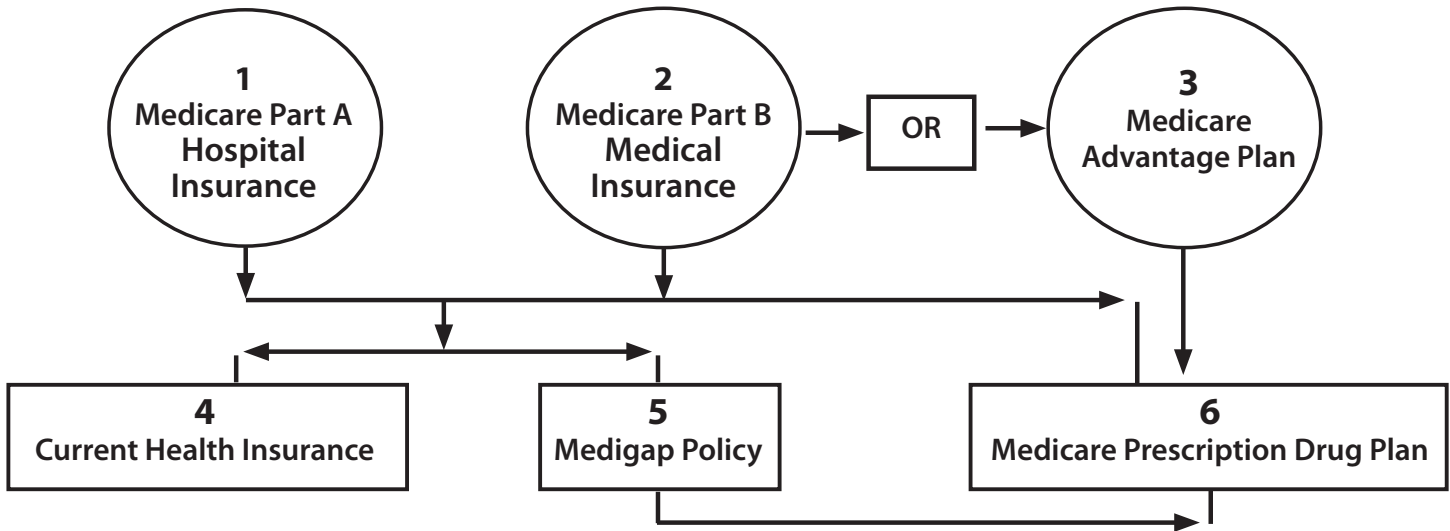 1
Medicare Part A
Hospital
Insurance
2
Medicare Part B
Medical
Insurance
OR
3
Medicare
Advantage Plan
4
Current Health Insurance
5
Medigap Policy
6
Medicare Prescription Drug Plan